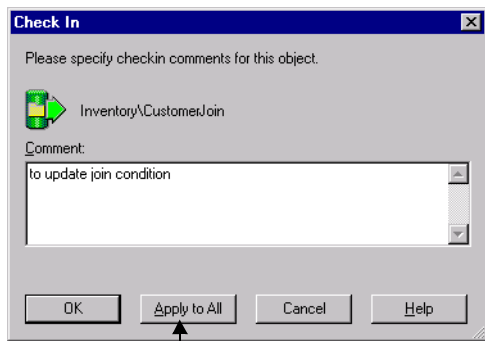 Check In
Please specify checkin comments for this object.
Inventory\CustomerJoin
Comment:
to update join condition
OK Apply to All Cancel Help